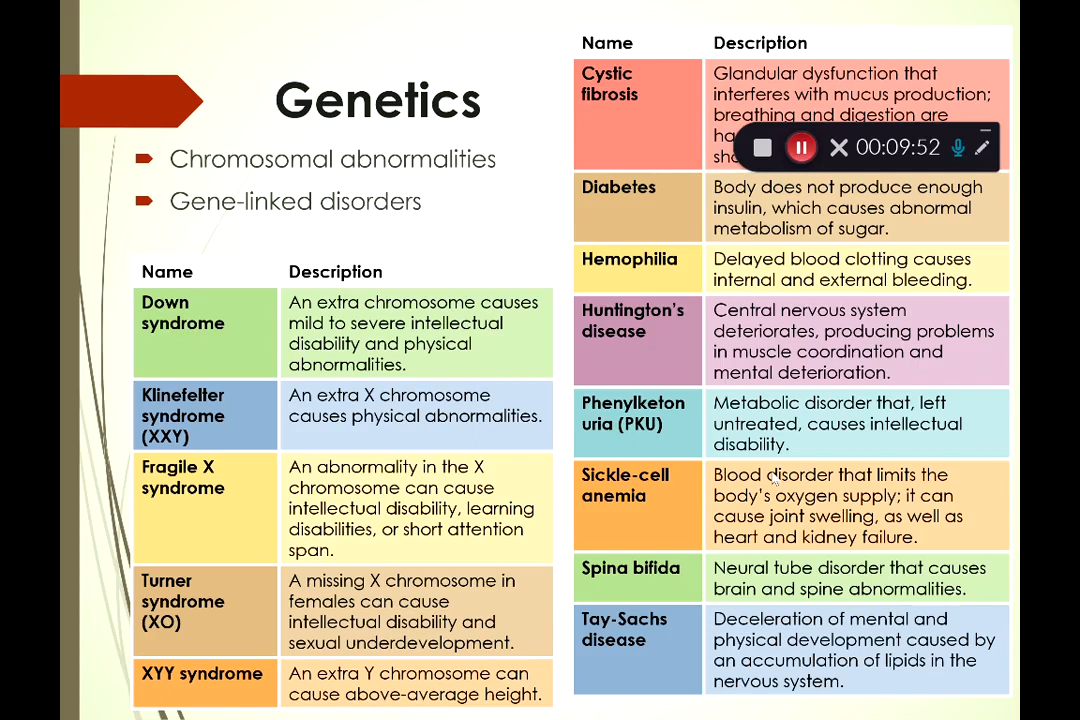 Genetics
Chromosomal abnormalities
Gene-linked disorders
Name Description
Down An extra chromosome causes
syndrome mild to severe intellectual
disability and physical
abnormalities.
Klinefelter An extra X chromosome
syndrome causes physical abnormalities.
(XXY)
Fragile X An abnormality in the X
syndrome chromosome can cause
intellectual disability, learning
disabilities, or short attention
span.
Turner A missing X chromosome in
syndrome females can cause
(XO) intellectual disability and
sexual underdevelopment.
XYY syndrome An extra Y chromosome can
cause above-average height.
Name Description
Cystic Glandular dysfunction that
fibrosis interferes with mucus production;
breathing and digestion are
00:09:52
Diabetes Body does not produce enough
insulin, which causes abnormal
metabolism of sugar.
Hemophilia Delayed blood clotting causes
internal and external bleeding.
Huntington's Central nervous system
disease deteriorates, producing problems
in muscle coordination and
mental deterioration.
Phenylketon Metabolic disorder that, left
uria (PKU) untreated, causes intellectual
disability.
Sickle-cell Blood disorder that limits the
anemia body's oxygen supply; it can
cause joint swelling, as well as
heart and kidney failure.
Spina bifida Neural tube disorder that causes
brain and spine abnormalities.
Tay-Sachs Deceleration of mental and
disease physical development caused by
an accumulation of lipids in the
nervous system.